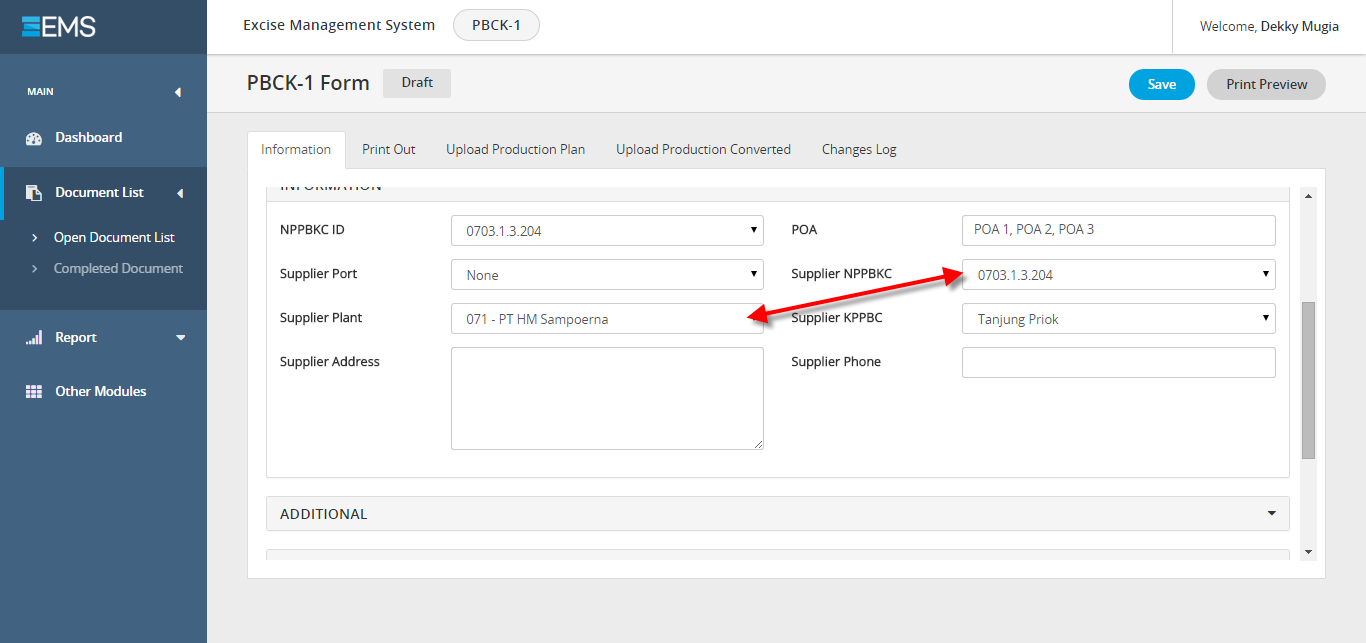 EMS
Excise Management System PBCK-1 Welcome, Dekky Mugia
PBCK-1 Form Draft Save Print Preview
MAIN
Dashboard
Document List
Open Document List
Completed Document
Report
Other Modules
Information Print Out Upload Production Plan Upload Production Converted Changes Log
INFORMATION
NPPBKC ID 0703.1.3.204 POA POA 1, POA 2, POA 3
Supplier Port None Supplier NPPBKC 0703.1.3.204
Supplier Plant 071 - PT HM Sampoerna Supplier KPPBC Tanjung Priok
Supplier Address Supplier Phone
ADDITIONAL